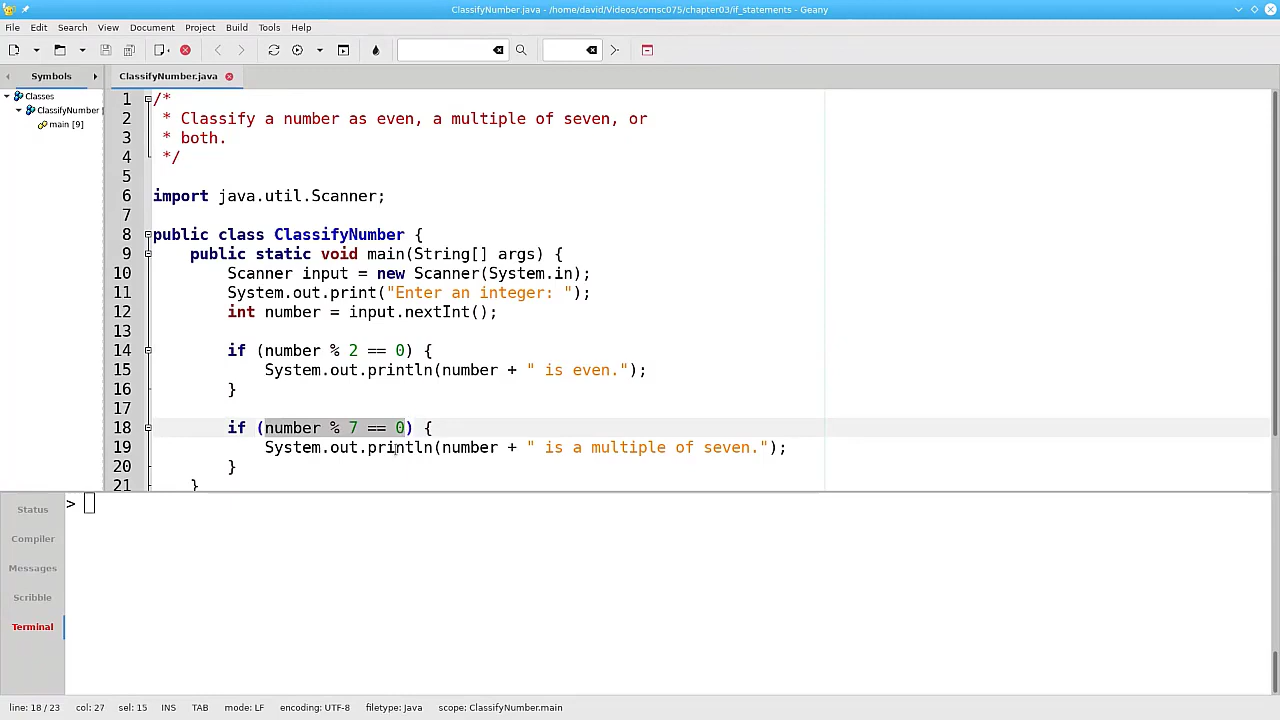 ClassifyNumber.java - /home/david/Videos/comsc075/chapter03/if_statements - Geany
File Edit Search View Document Project Build Tools Help
Symbols
ClassifyNumber.java
Classes
ClassifyNumber [
main [9]
1 /*
2 * Classify a number as even, a multiple of seven, or
3 * both.
4 */
5
6 import java.util.Scanner;
7
8 public class ClassifyNumber {
9 public static void main(String[] args) {
10 Scanner input = new Scanner(System.in);
11 System.out.print("Enter an integer: ");
12 int number = input.nextInt();
13
14 if (number % 2 == 0) {
15 System.out.println(number + " is even.");
16 }
17
18 if (number % 7 == 0) {
19 System.out.println(number + " is a multiple of seven.");
20 }
21 }
Status
Compiler
Messages
Scribble
Terminal
>
line: 18 / 23 col: 27 sel: 15 INS TAB mode: LF encoding: UTF-8 filetype: Java scope: ClassifyNumber.main